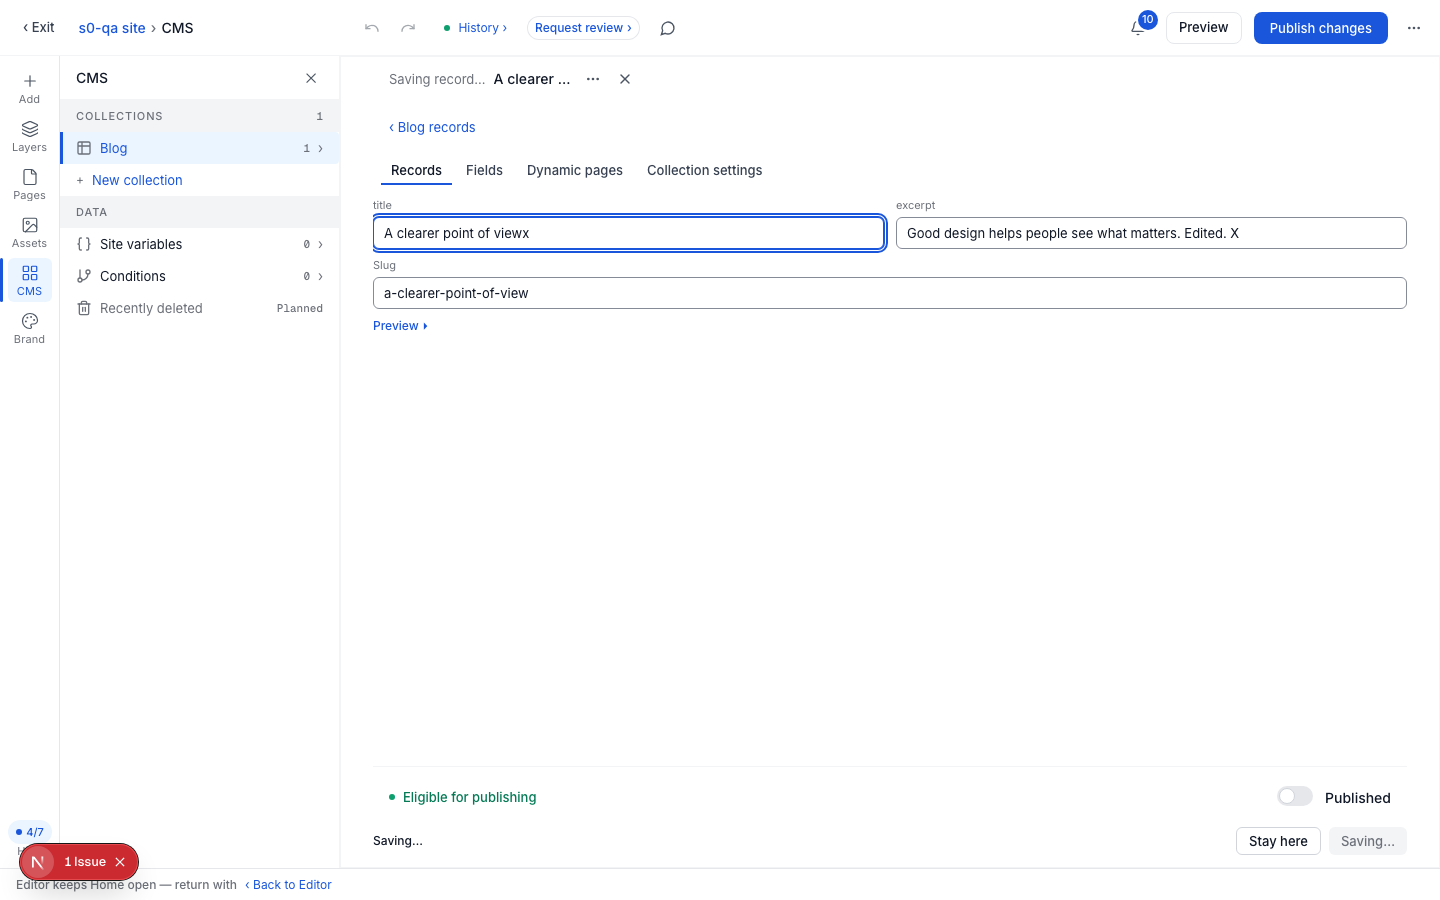 ‹ Exit
s0-qa site › CMS
History ›
Request review ›
10
Preview
Publish changes
Add
Layers
Pages
Assets
CMS
Brand
4/7
CMS
COLLECTIONS 1
Blog 1 ›
+ New collection
DATA
Site variables 0 ›
Conditions 0 ›
Recently deleted Planned
Saving record... A clearer ...
‹ Blog records
Records Fields Dynamic pages Collection settings
title
A clearer point of viewx
excerpt
Good design helps people see what matters. Edited. X
Slug
a-clearer-point-of-view
Preview
Eligible for publishing
Published
Saving...
Stay here
Saving...
N 1 Issue
Editor keeps Home open — return with ‹ Back to Editor